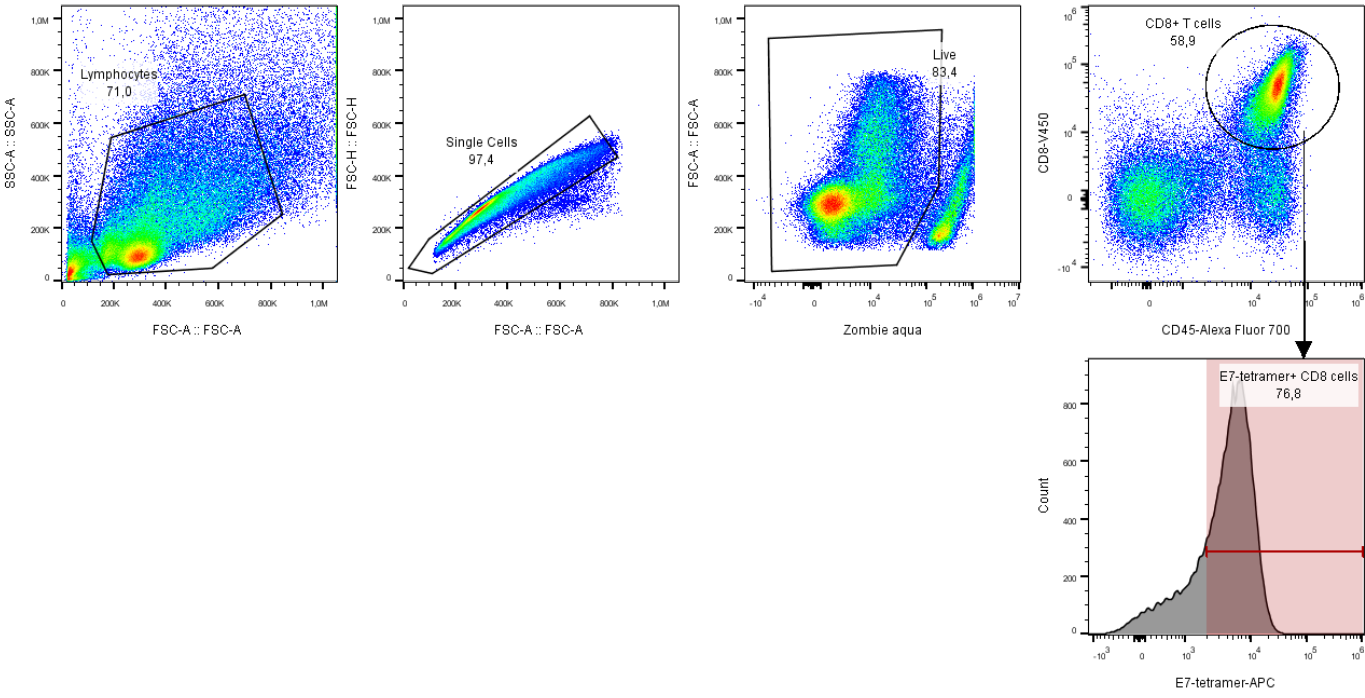 1,0M
800K
600K
400K
200K
0
SSC-A :: SSC-A
Lymphocytes
71,0
0
200K
400K
600K
800K
1,0M
FSC-A :: FSC-A
1,0M
800K
600K
400K
200K
0
FSC-H :: FSC-H
Single Cells
97,4
0
200K
400K
600K
800K
1,0M
FSC-A :: FSC-A
1,0M
800K
600K
400K
200K
0
FSC-A :: FSC-A
Live
83,4
-10⁴
0
10⁴
10⁵
10⁶
10⁷
Zombie aqua
10⁶
10⁵
10⁴
0
-10⁴
CD8-V450
CD8+ T cells
58,9
0
10⁴
10⁵
10⁶
CD45-Alexa Fluor 700
800
600
400
200
0
Count
E7-tetramer+ CD8 cells
76,8
-10³
0
10³
10⁴
10⁵
10⁶
E7-tetramer-APC